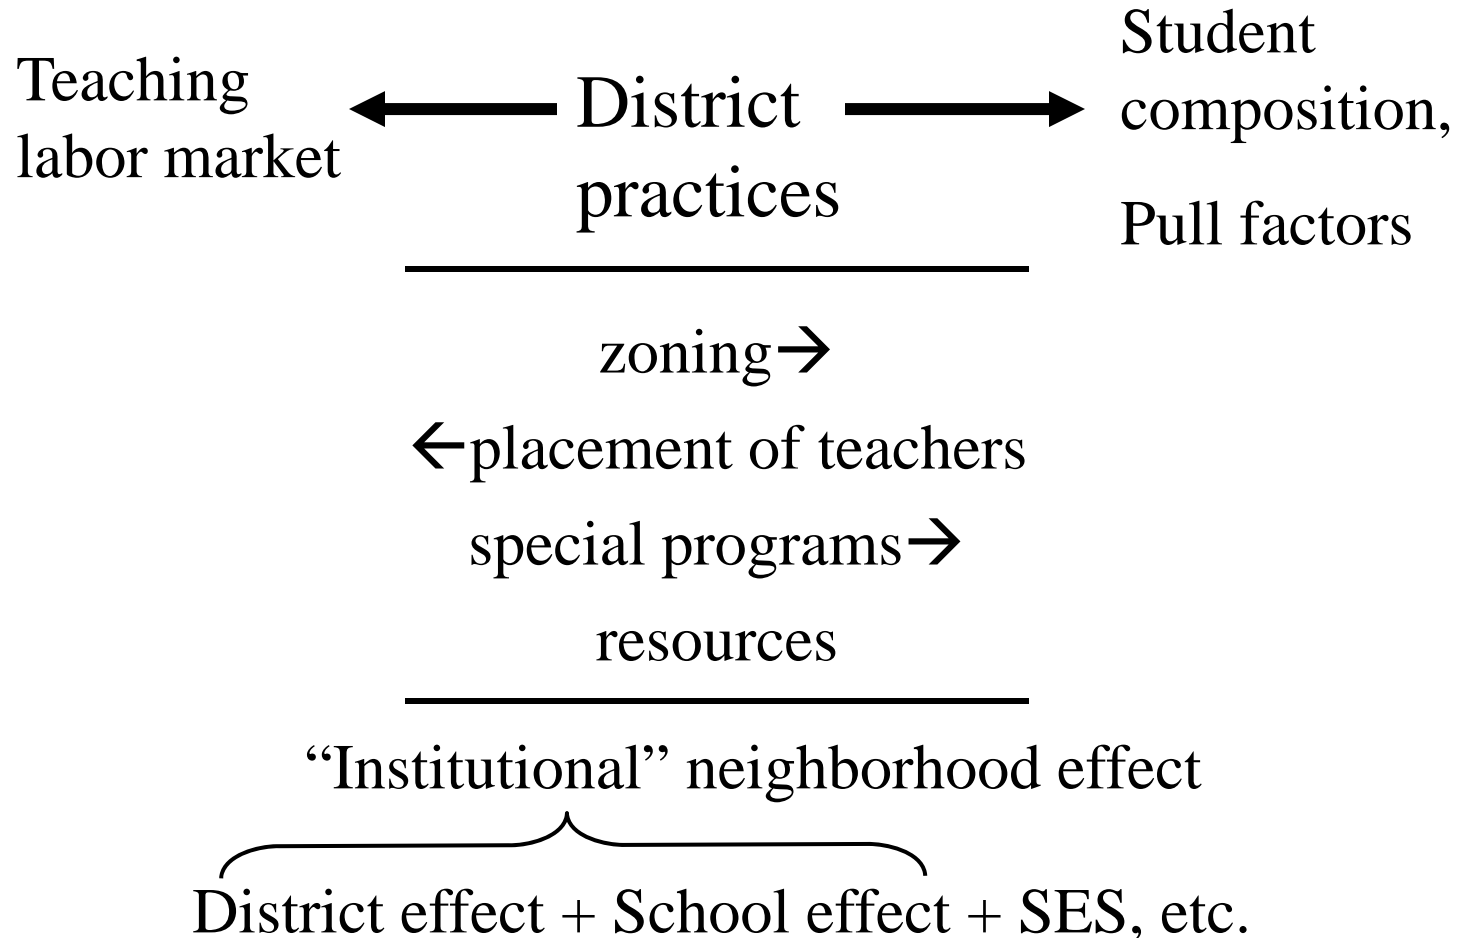 Teaching
labor market
District
practices
Student
composition,
Pull factors
zoning→
←placement of teachers
special programs→
resources
“Institutional” neighborhood effect
District effect + School effect + SES, etc.